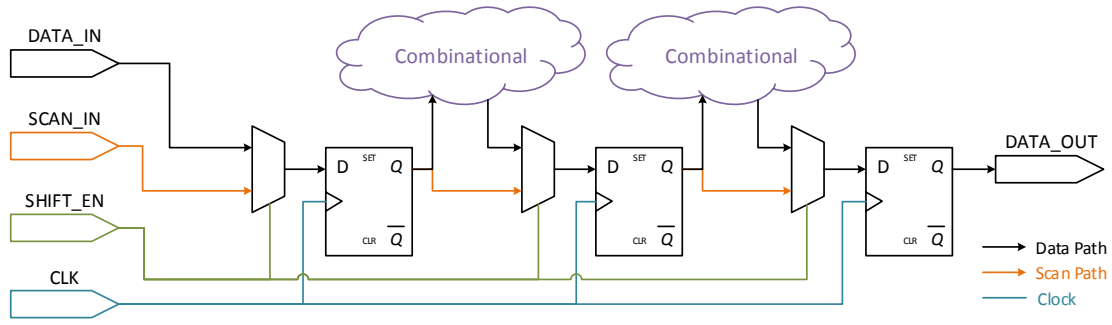 DATA_IN
SCAN_IN
SHIFT_EN
CLK
Combinational
Combinational
D
SET
Q
CLR
Q
D
SET
Q
CLR
Q
D
SET
Q
CLR
Q
DATA_OUT
Data Path
Scan Path
Clock